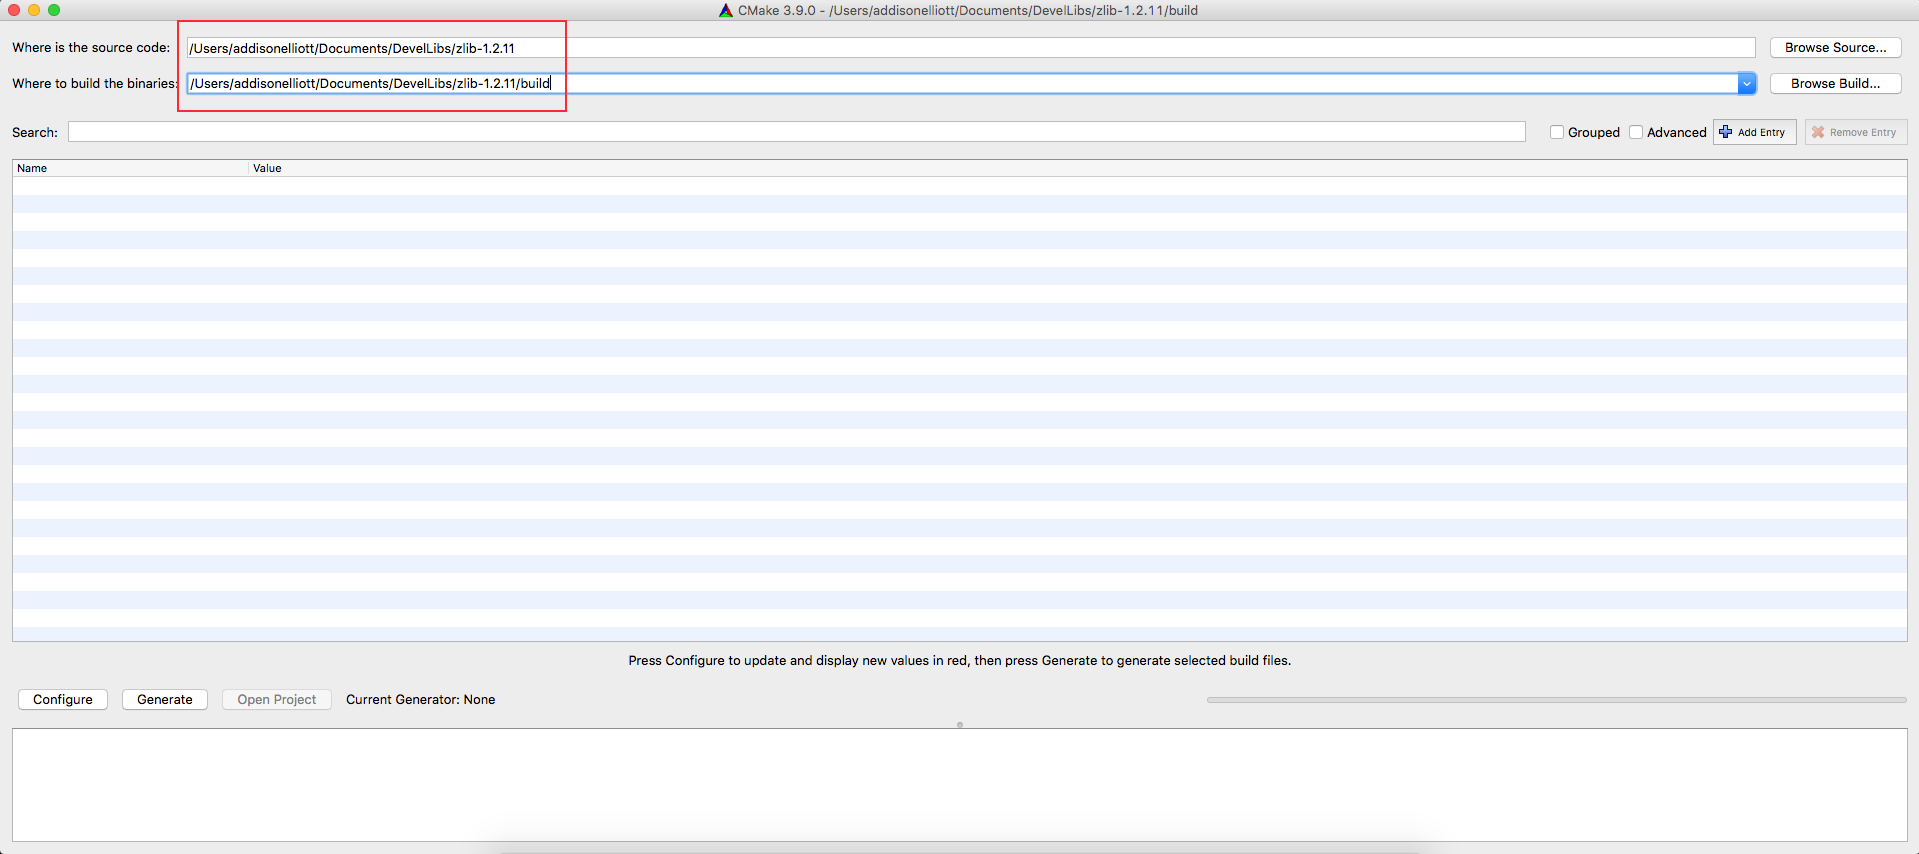 CMake 3.9.0 - /Users/addisonelliott/Documents/DevelLibs/zlib-1.2.11/build
Where is the source code: /Users/addisonelliott/Documents/DevelLibs/zlib-1.2.11 Browse Source...
Where to build the binaries: /Users/addisonelliott/Documents/DevelLibs/zlib-1.2.11/build Browse Build...
Search: Grouped Advanced Add Entry Remove Entry
Name Value
Press Configure to update and display new values in red, then press Generate to generate selected build files.
Configure Generate Open Project Current Generator: None